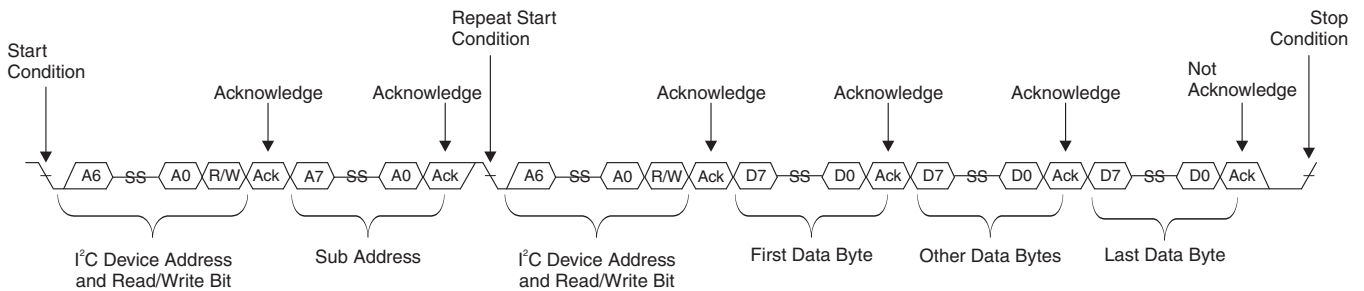 Start
Condition
Repeat Start
Condition
Stop
Condition
Acknowledge
Acknowledge
Acknowledge
Acknowledge
Acknowledge
Not
Acknowledge
A6 SS A0 R/W Ack A7 SS A0 Ack A6 SS A0 R/W Ack D7 SS D0 Ack D7 SS D0 Ack D7 SS D0 Ack
I²C Device Address
and Read/Write Bit
Sub Address
I²C Device Address
and Read/Write Bit
First Data Byte
Other Data Bytes
Last Data Byte